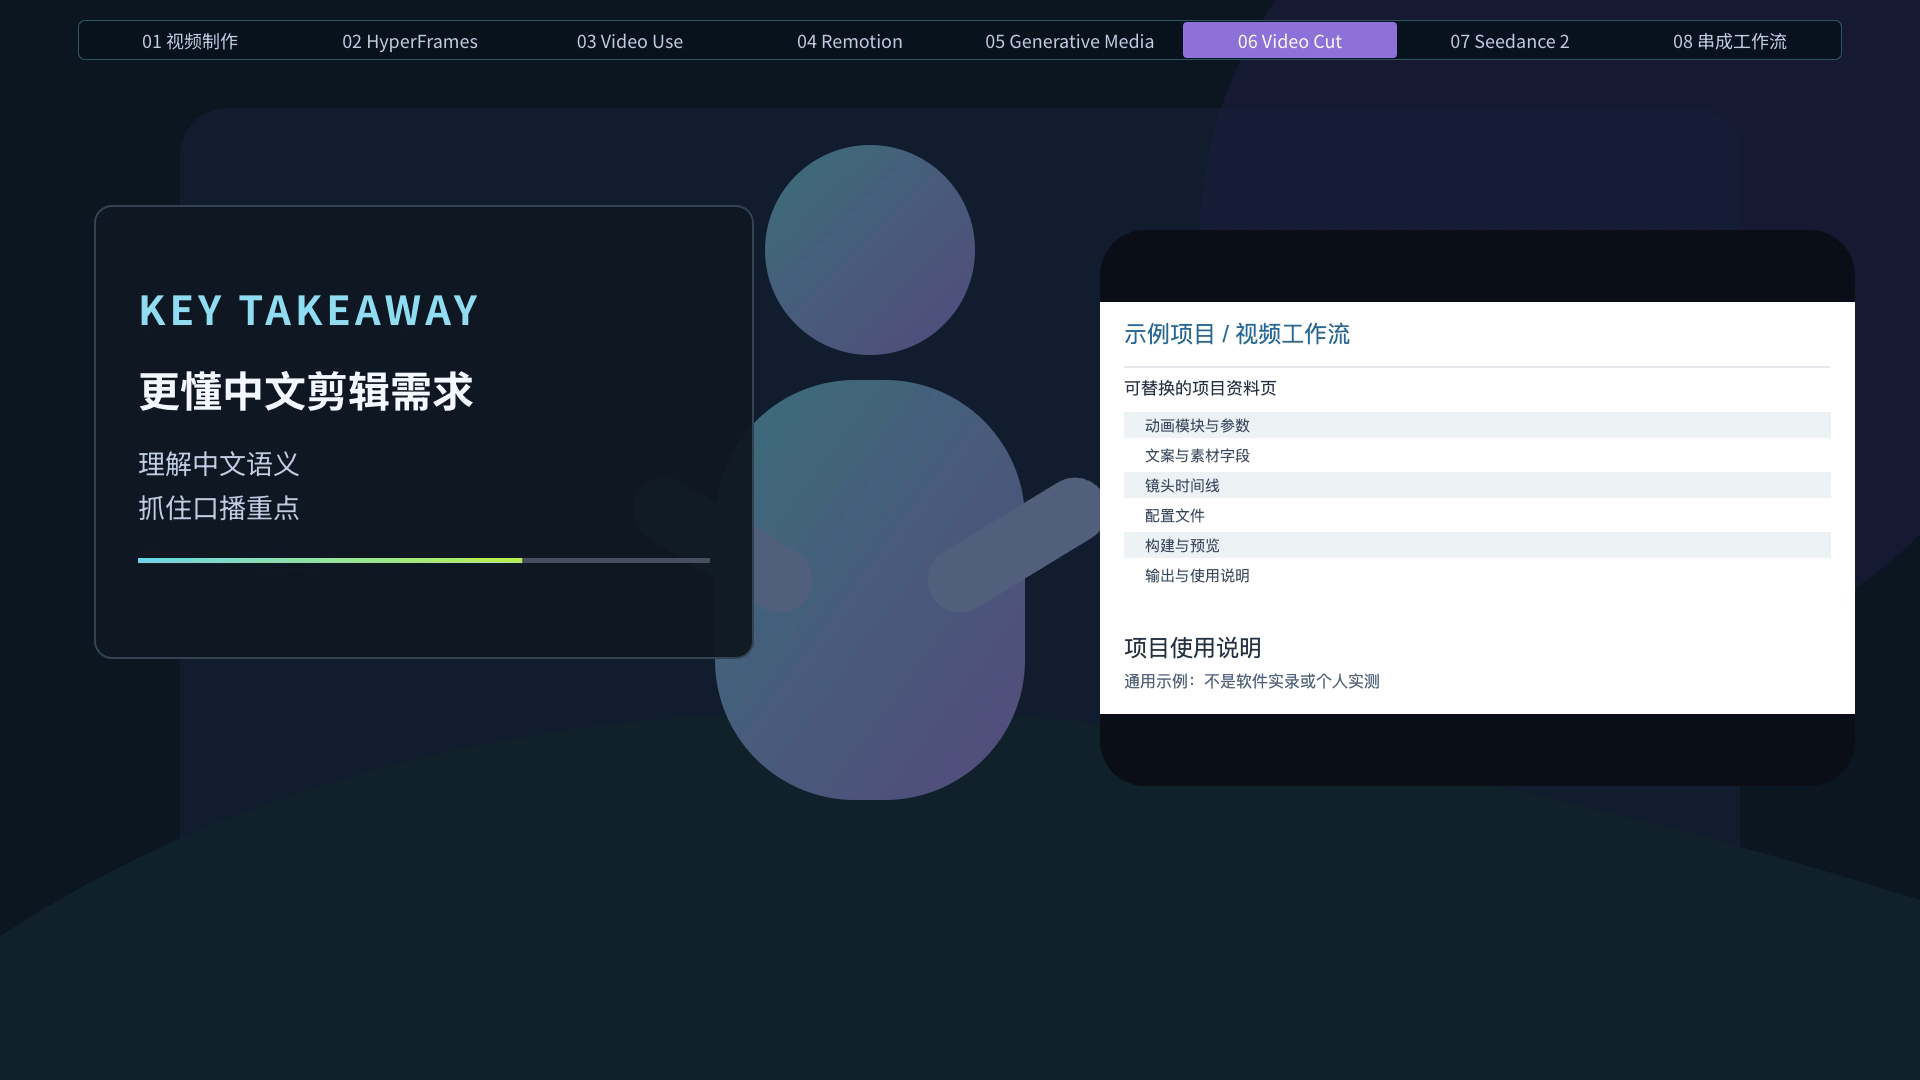 01 视频制作
02 HyperFrames
03 Video Use
04 Remotion
05 Generative Media
06 Video Cut
07 Seedance 2
08 串成工作流
KEY TAKEAWAY
更懂中文剪辑需求
理解中文语义
抓住口播重点
示例项目 / 视频工作流
可替换的项目资料页
动画模块与参数
文案与素材字段
镜头时间线
配置文件
构建与预览
输出与使用说明
项目使用说明
通用示例：不是软件实录或个人实测